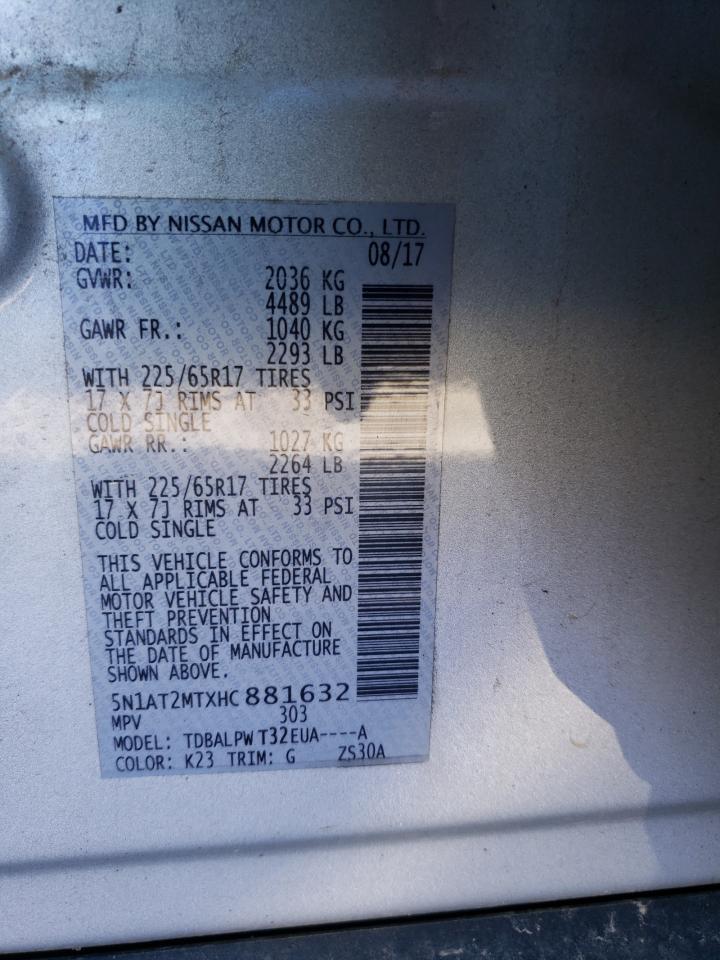 MFD BY NISSAN MOTOR CO., LTD.
DATE: 08/17
GVWR: 2036 KG
4489 LB
GAWR FR.: 1040 KG
2293 LB
WITH 225/65R17 TIRES
17 X 7J RIMS AT 33 PSI
COLD SINGLE
GAWR RR.: 1027 KG
2264 LB
WITH 225/65R17 TIRES
17 X 7J RIMS AT 33 PSI
COLD SINGLE
THIS VEHICLE CONFORMS TO
ALL APPLICABLE FEDERAL
MOTOR VEHICLE SAFETY AND
THEFT PREVENTION
STANDARDS IN EFFECT ON
THE DATE OF MANUFACTURE
SHOWN ABOVE.
5N1AT2MTXHC881632
MPV 303
MODEL: TDBALPWT32EUA----A
COLOR: K23 TRIM: G ZS30A